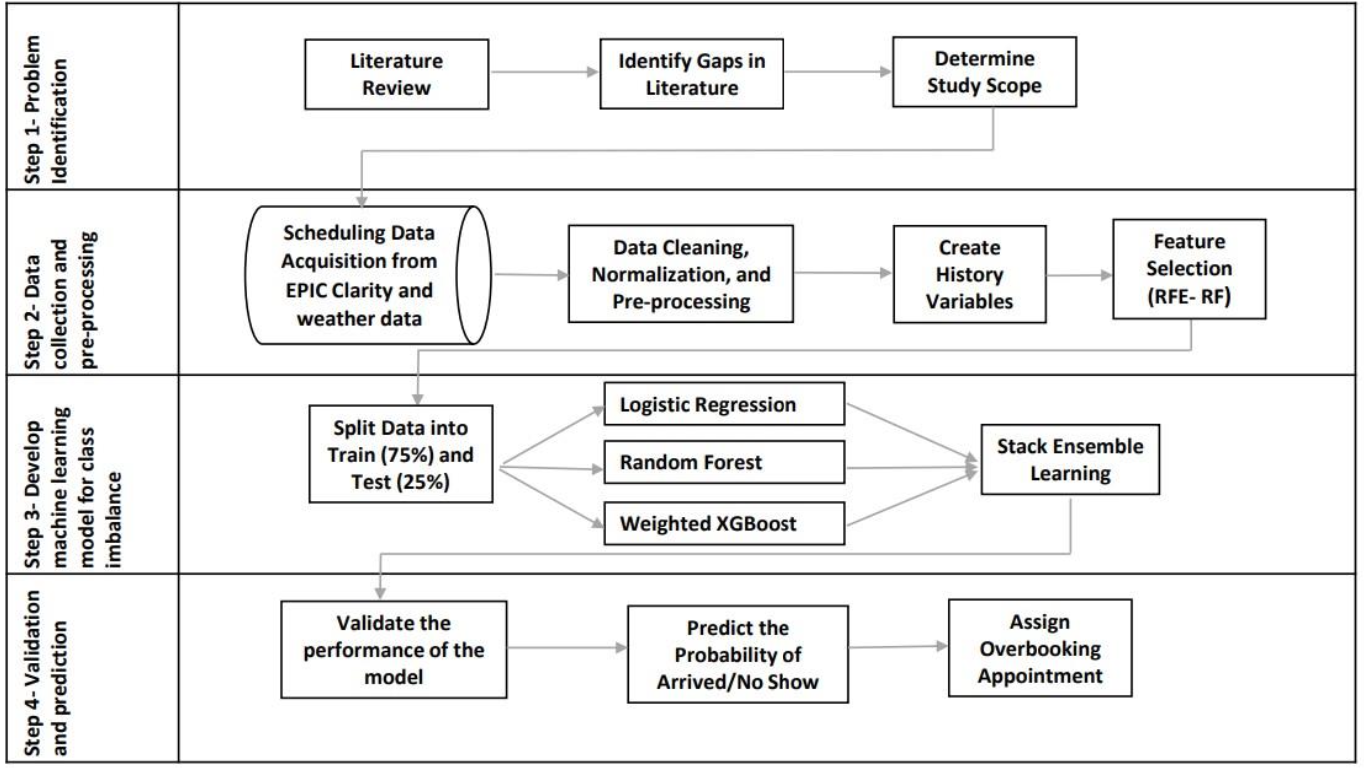 Step 1- Problem
Identification
Literature
Review
Identify Gaps in
Literature
Determine
Study Scope
Step 2- Data
collection and
pre-processing
Scheduling Data
Acquisition from
EPIC Clarity and
weather data
Data Cleaning,
Normalization, and
Pre-processing
Create
History
Variables
Feature
Selection
(RFE- RF)
Step 3- Develop
machine learning
model for class
imbalance
Split Data into
Train (75%) and
Test (25%)
Logistic Regression
Random Forest
Weighted XGBoost
Stack Ensemble
Learning
Step 4- Validation
and prediction
Validate the
performance of the
model
Predict the
Probability of
Arrived/No Show
Assign
Overbooking
Appointment